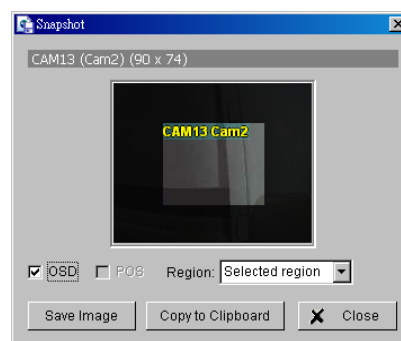 Snapshot
CAM13 (Cam2) (90 x 74)
CAM13 Cam2
OSD POS Region: Selected region
Save Image Copy to Clipboard Close